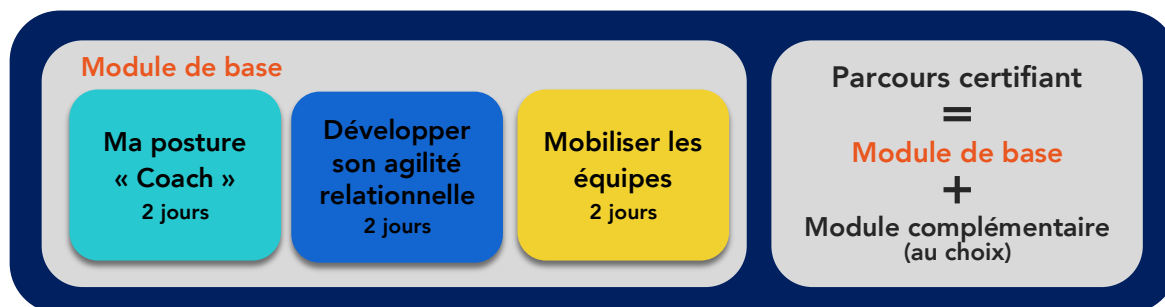 Module de base
Ma posture
« Coach »
2 jours
Développer
son agilité
relationnelle
2 jours
Mobiliser les
équipes
2 jours
Parcours certifiant
=
Module de base
+
Module complémentaire
(au choix)